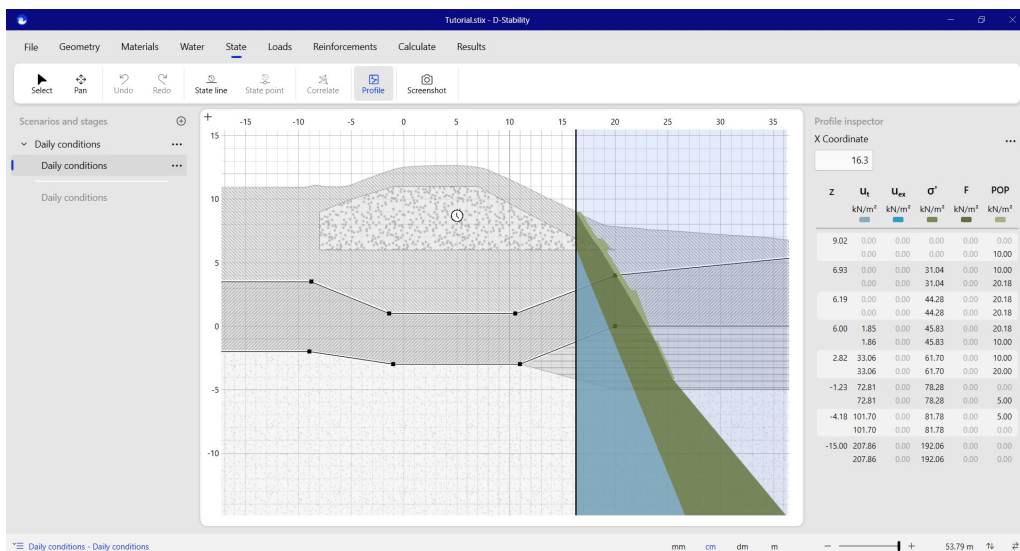 Tutorial.stix - D-Stability
File Geometry Materials Water State Loads Reinforcements Calculate Results
Select Pan Undo Redo State line State point Correlate Profile Screenshot
Scenarios and stages
Daily conditions
Daily conditions
Daily conditions
-15 -10 -5 0 5 10 15 20 25 30 35
15
10
5
0
-5
-10
Profile inspector
X Coordinate
16.3
z ut uex σ' F POP
kN/m² kN/m² kN/m² kN/m² kN/m²
9.02 0.00 0.00 0.00 0.00 0.00
0.00 0.00 0.00 0.00 10.00
6.93 0.00 0.00 31.04 0.00 10.00
0.00 0.00 31.04 0.00 20.18
6.19 0.00 0.00 44.28 0.00 20.18
0.00 0.00 44.28 0.00 20.18
6.00 1.85 0.00 45.83 0.00 20.18
1.86 0.00 45.83 0.00 10.00
2.82 33.06 0.00 61.70 0.00 10.00
33.06 0.00 61.70 0.00 20.00
-1.23 72.81 0.00 78.28 0.00 0.00
72.81 0.00 78.28 0.00 5.00
-4.18 101.70 0.00 81.78 0.00 5.00
101.70 0.00 81.78 0.00 0.00
-15.00 207.86 0.00 192.06 0.00 0.00
207.86 0.00 192.06 0.00 0.00
Daily conditions - Daily conditions
mm cm dm m
53.79 m